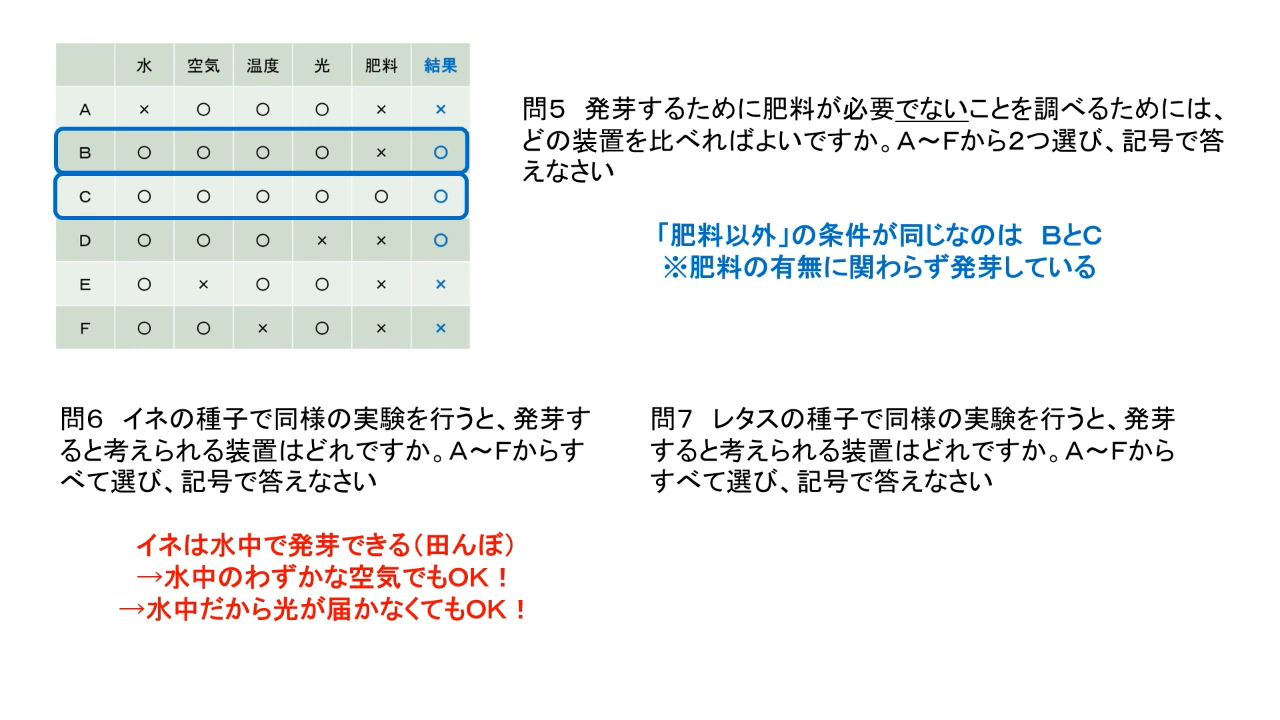 水 空気 温度 光 肥料 結果
A × ○ ○ ○ × ×
B ○ ○ ○ ○ × ○
C ○ ○ ○ ○ ○ ○
D ○ ○ ○ × × ○
E ○ × ○ ○ × ×
F ○ ○ × ○ × ×
問5 発芽するために肥料が必要でないことを調べるためには、
どの装置を比べればよいですか。A～Fから2つ選び、記号で答
えなさい
「肥料以外」の条件が同じなのは BとC
※肥料の有無に関わらず発芽している
問6 イネの種子で同様の実験を行うと、発芽す
ると考えられる装置はどれですか。A～Fからす
べて選び、記号で答えなさい
イネは水中で発芽できる（田んぼ）
→水中のわずかな空気でもOK！
→水中だから光が届かなくてもOK！
問7 レタスの種子で同様の実験を行うと、発芽
すると考えられる装置はどれですか。A～Fから
すべて選び、記号で答えなさい